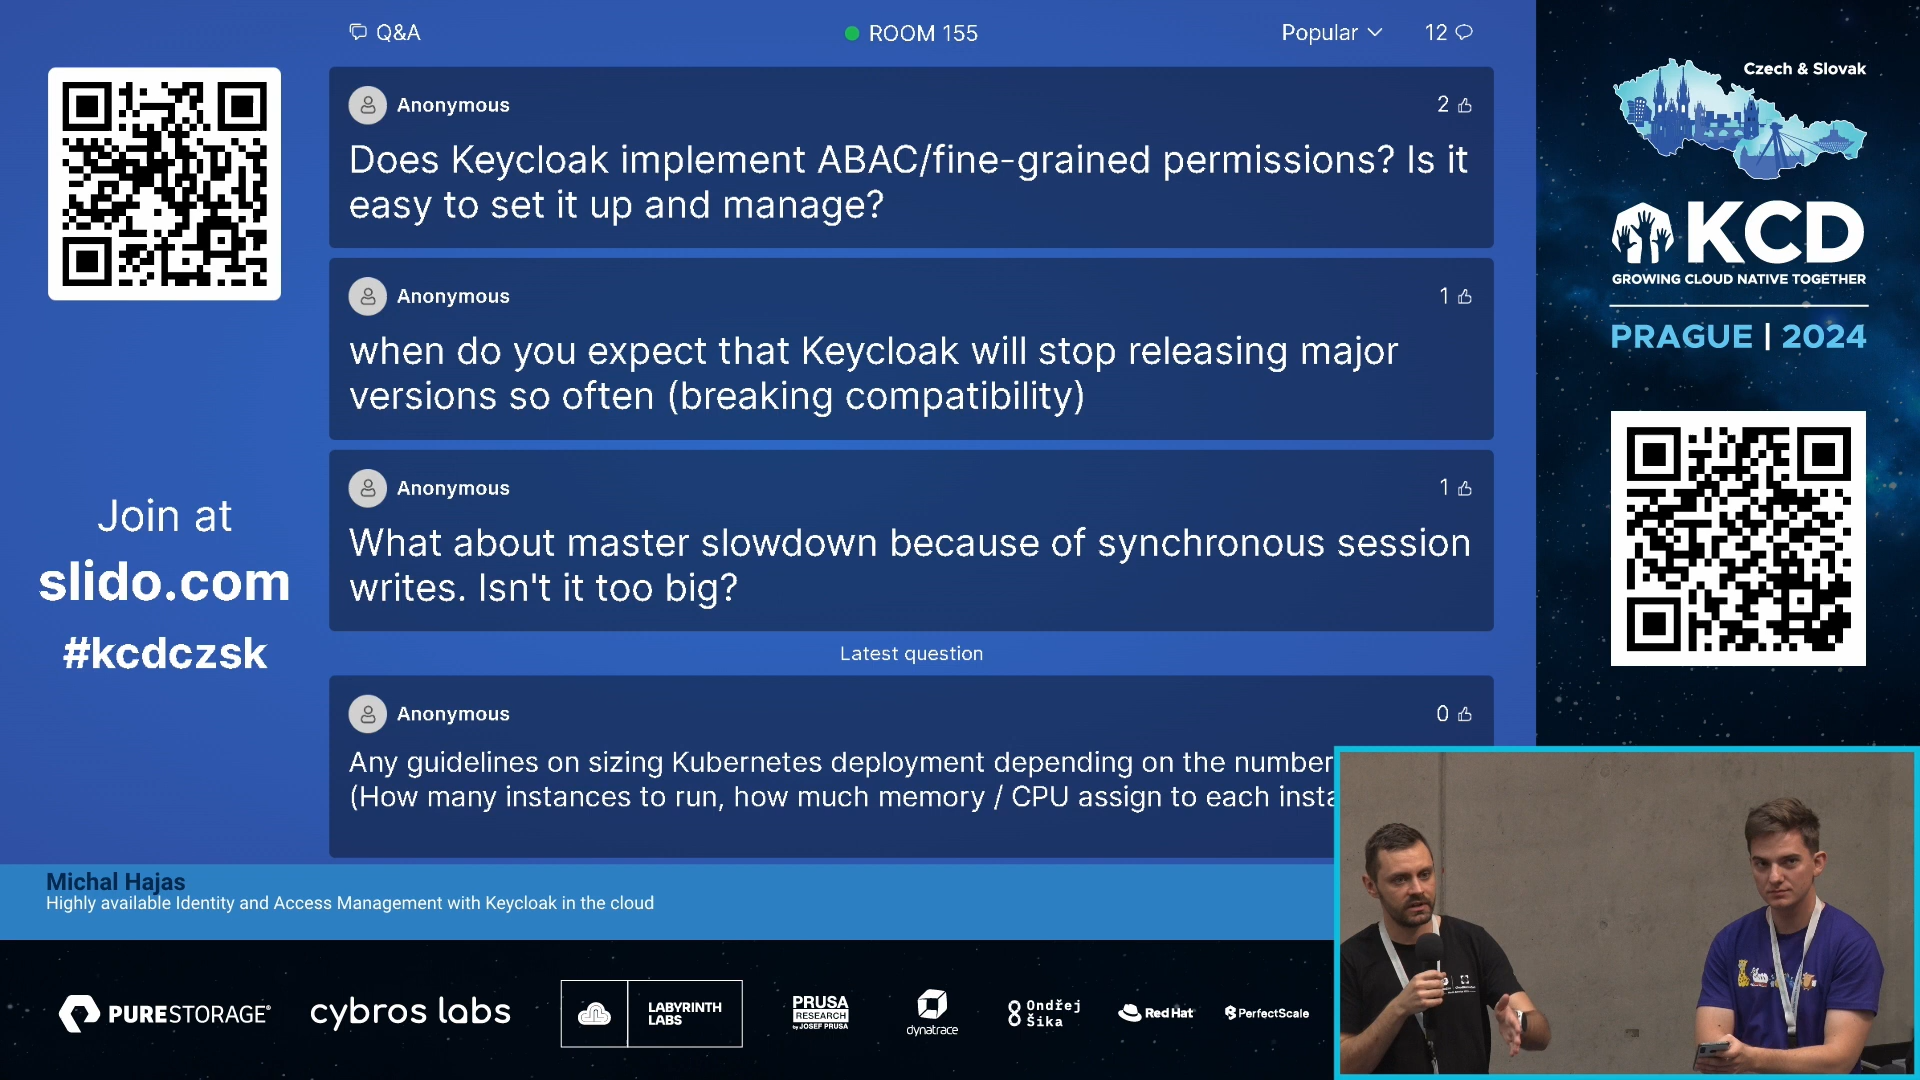 Q&A
ROOM 155
Popular
12
Anonymous
2
Does Keycloak implement ABAC/fine-grained permissions? Is it
easy to set it up and manage?
Anonymous
1
when do you expect that Keycloak will stop releasing major
versions so often (breaking compatibility)
Anonymous
1
What about master slowdown because of synchronous session
writes. Isn't it too big?
Latest question
Anonymous
0
Any guidelines on sizing Kubernetes deployment depending on the number
(How many instances to run, how much memory / CPU assign to each
Join at
slido.com
#kcdczsk
Czech & Slovak
KCD
GROWING CLOUD NATIVE TOGETHER
PRAGUE | 2024
Michal Hajas
Highly available Identity and Access Management with Keycloak in the cloud
PURESTORAGE
cybros labs
LABYRINTH
LABS
PRUSA
RESEARCH
by JOSEF PRUSA
dynatrace
Ondřej
Šika
Red Hat
PerfectScale